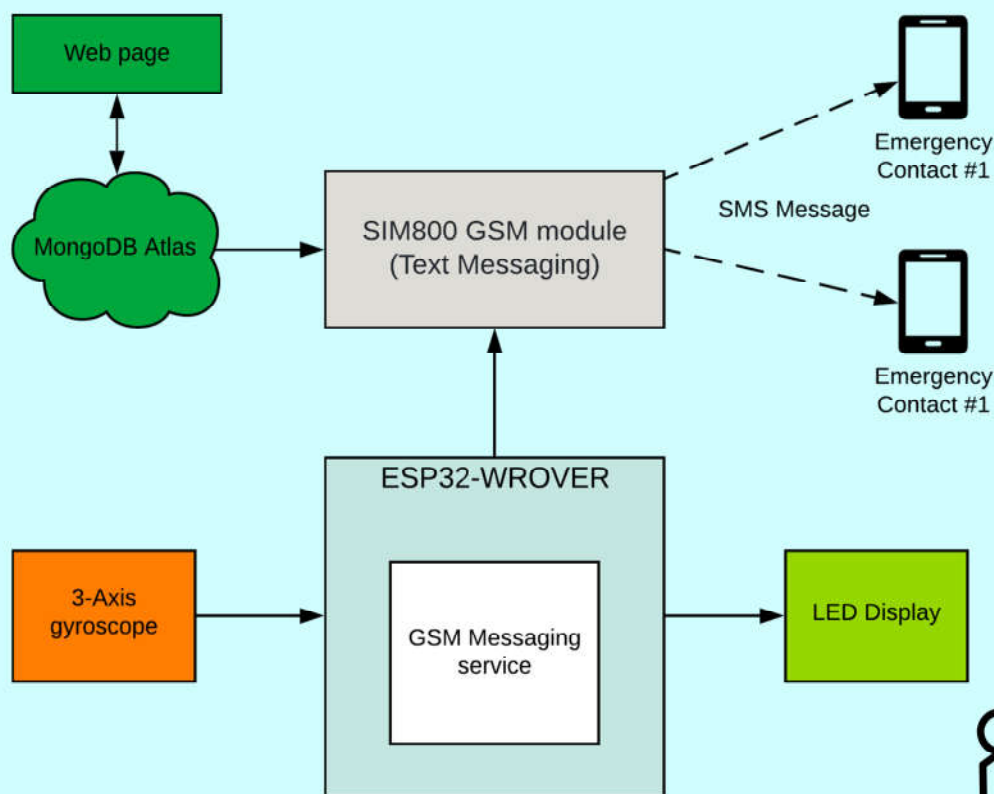 Web page
MongoDB Atlas
SIM800 GSM module
(Text Messaging)
SMS Message
Emergency
Contact #1
Emergency
Contact #1
ESP32-WROVER
3-Axis
gyroscope
GSM Messaging
service
LED Display